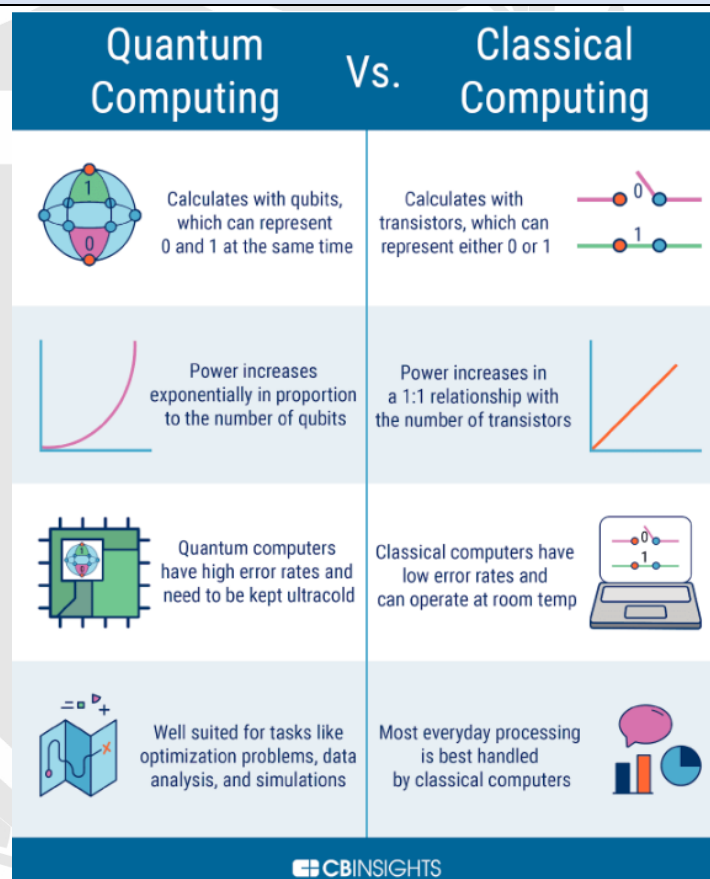 Quantum
Computing
Vs.
Classical
Computing
1
0
Calculates with qubits,
which can represent
0 and 1 at the same time
Calculates with
transistors, which can
represent either 0 or 1
0
1
Power increases
exponentially in proportion
to the number of qubits
Power increases in
a 1:1 relationship with
the number of transistors
Quantum computers
have high error rates and
need to be kept ultracold
Classical computers have
low error rates and
can operate at room temp
0
1
Well suited for tasks like
optimization problems, data
analysis, and simulations
Most everyday processing
is best handled
by classical computers
CBINSIGHTS